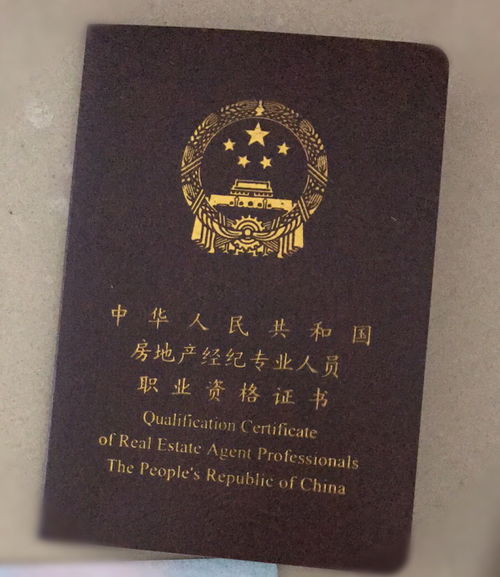 中华人民共和国
房地产经纪专业人员
职业资格证书
Qualification Certificate
of Real Estate Agent Professionals
The People's Republic of China